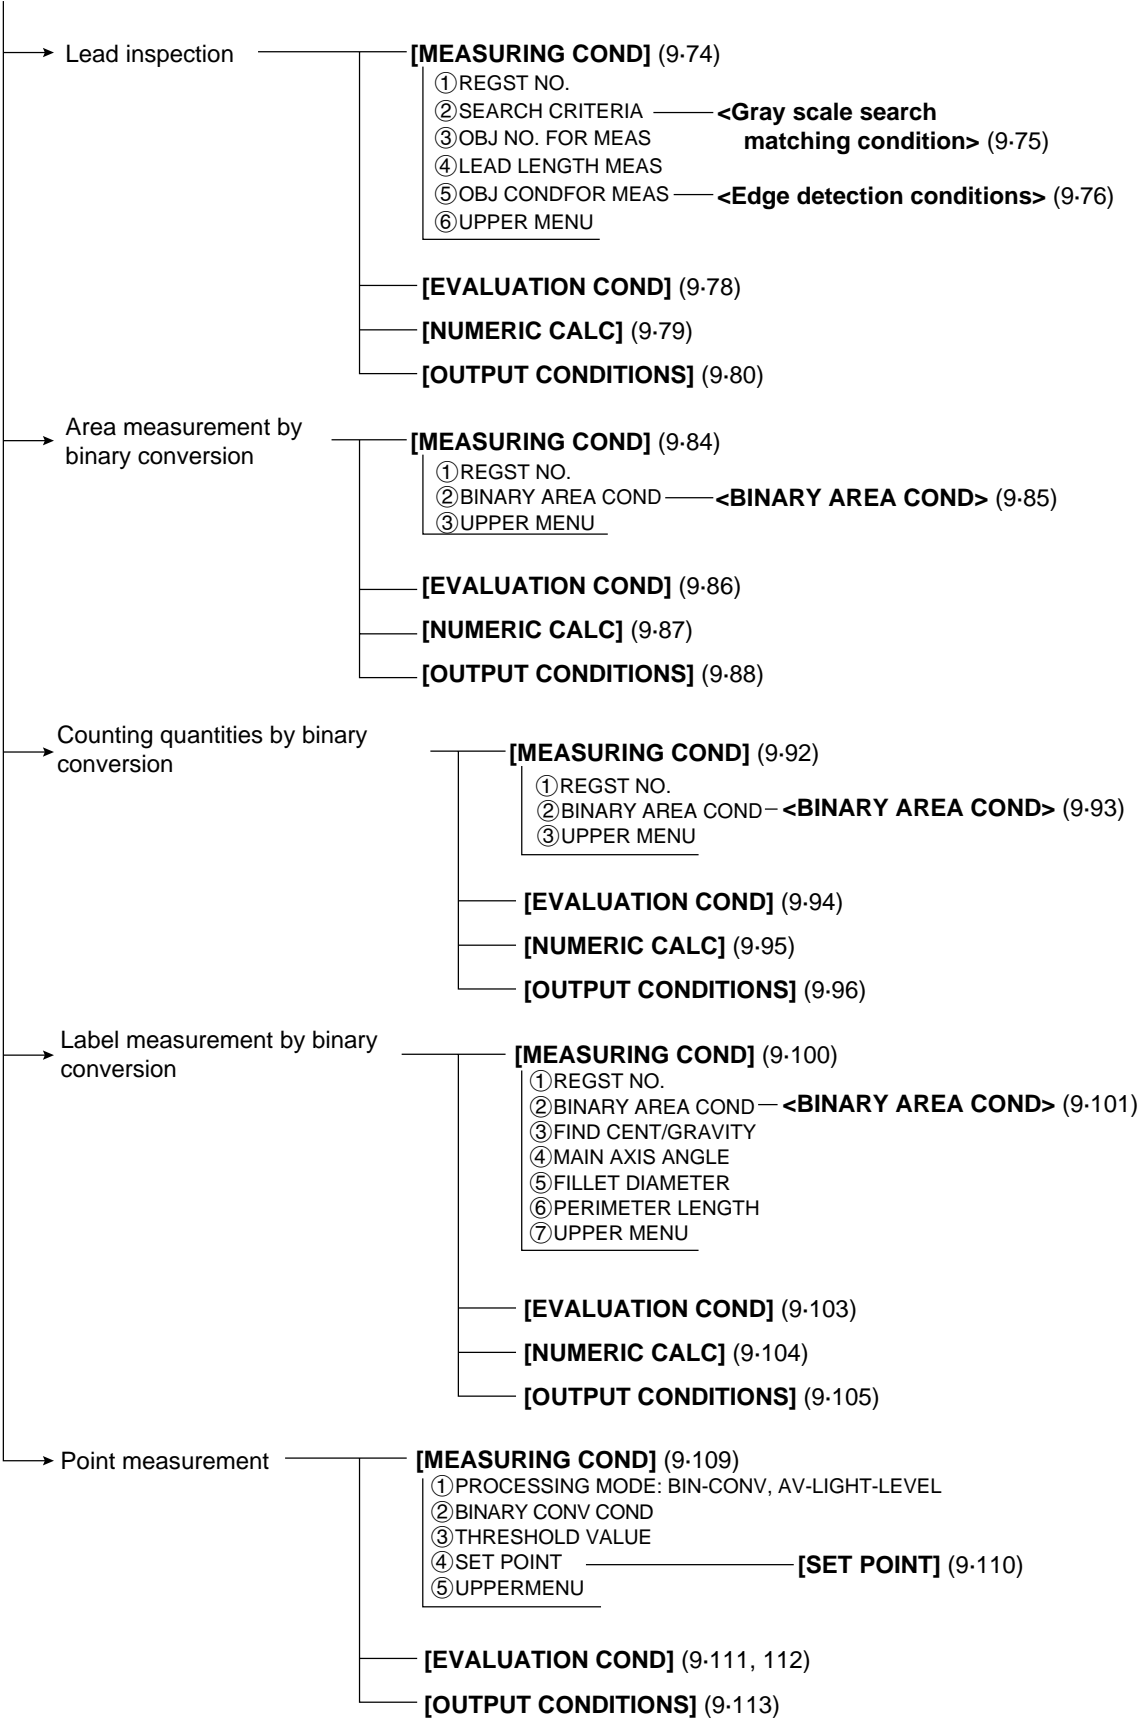 Lead inspection
[MEASURING COND] (9·74)
①REGST NO.
②SEARCH CRITERIA <Gray scale search
matching condition> (9·75)
③OBJ NO. FOR MEAS
④LEAD LENGTH MEAS
⑤OBJ CONDFOR MEAS <Edge detection conditions> (9·76)
⑥UPPER MENU
[EVALUATION COND] (9·78)
[NUMERIC CALC] (9·79)
[OUTPUT CONDITIONS] (9·80)
Area measurement by
binary conversion
[MEASURING COND] (9·84)
①REGST NO.
②BINARY AREA COND <BINARY AREA COND> (9·85)
③UPPER MENU
[EVALUATION COND] (9·86)
[NUMERIC CALC] (9·87)
[OUTPUT CONDITIONS] (9·88)
Counting quantities by binary
conversion
[MEASURING COND] (9·92)
①REGST NO.
②BINARY AREA COND <BINARY AREA COND> (9·93)
③UPPER MENU
[EVALUATION COND] (9·94)
[NUMERIC CALC] (9·95)
[OUTPUT CONDITIONS] (9·96)
Label measurement by binary
conversion
[MEASURING COND] (9·100)
①REGST NO.
②BINARY AREA COND <BINARY AREA COND> (9·101)
③FIND CENT/GRAVITY
④MAIN AXIS ANGLE
⑤FILLET DIAMETER
⑥PERIMETER LENGTH
⑦UPPER MENU
[EVALUATION COND] (9·103)
[NUMERIC CALC] (9·104)
[OUTPUT CONDITIONS] (9·105)
Point measurement
[MEASURING COND] (9·109)
①PROCESSING MODE: BIN-CONV, AV-LIGHT-LEVEL
②BINARY CONV COND
③THRESHOLD VALUE
④SET POINT [SET POINT] (9·110)
⑤UPPERMENU
[EVALUATION COND] (9·111, 112)
[OUTPUT CONDITIONS] (9·113)